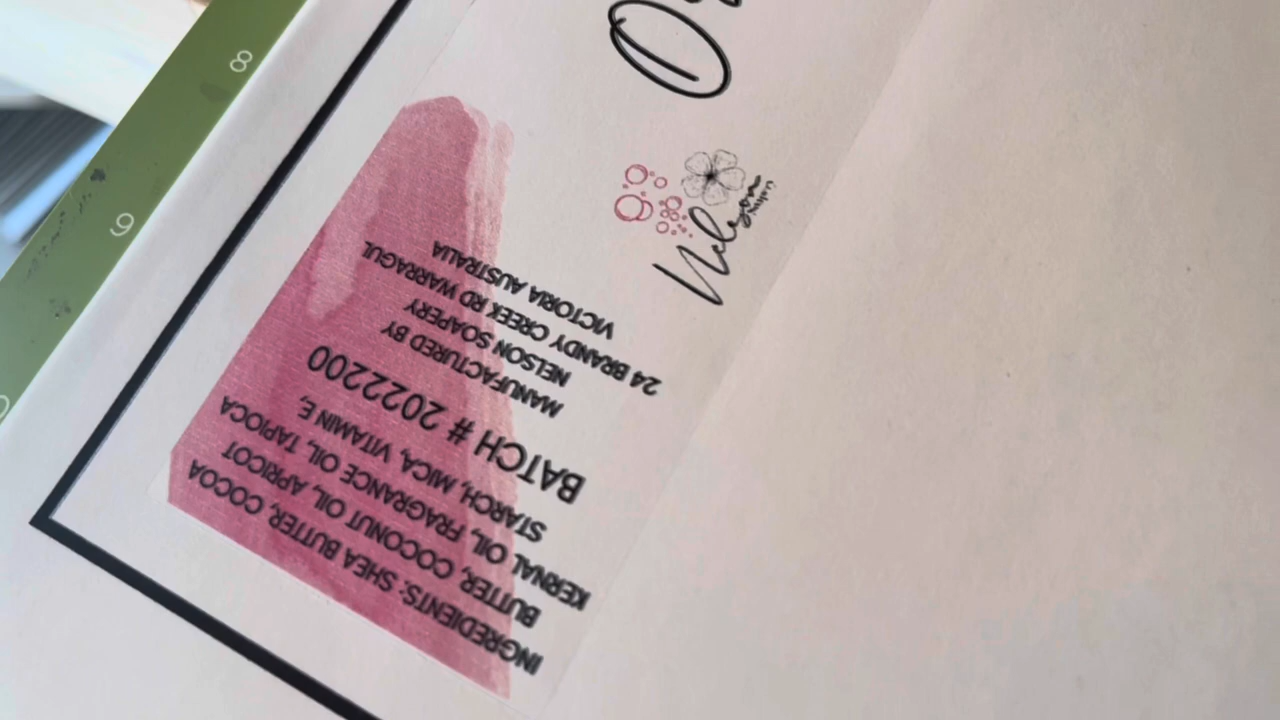 INGREDIENTS: SHEA BUTTER, COCOA
BUTTER, COCONUT OIL, APRICOT
KERNAL OIL, FRAGRANCE OIL, TAPIOCA
STARCH, MICA, VITAMIN E,
BATCH # 2022200
MANUFACTURED BY
NELSON SOAPERY
24 BRANDY CREEK RD WARRAGUL
VICTORIA AUSTRALIA
Nelson
8
9